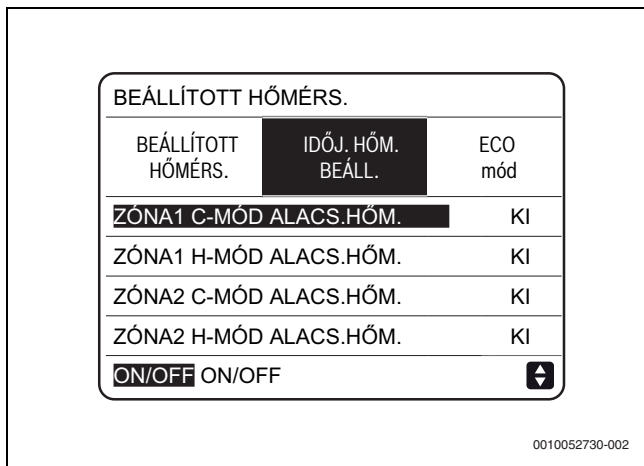 BEÁLLÍTOTT HŐMÉRS.
BEÁLLÍTOTT HŐMÉRS.
IDŐJ. HŐM. BEÁLL.
ECO mód
ZÓNA1 C-MÓD ALACS.HŐM. KI
ZÓNA1 H-MÓD ALACS.HŐM. KI
ZÓNA2 C-MÓD ALACS.HŐM. KI
ZÓNA2 H-MÓD ALACS.HŐM. KI
ON/OFF ON/OFF
0010052730-002